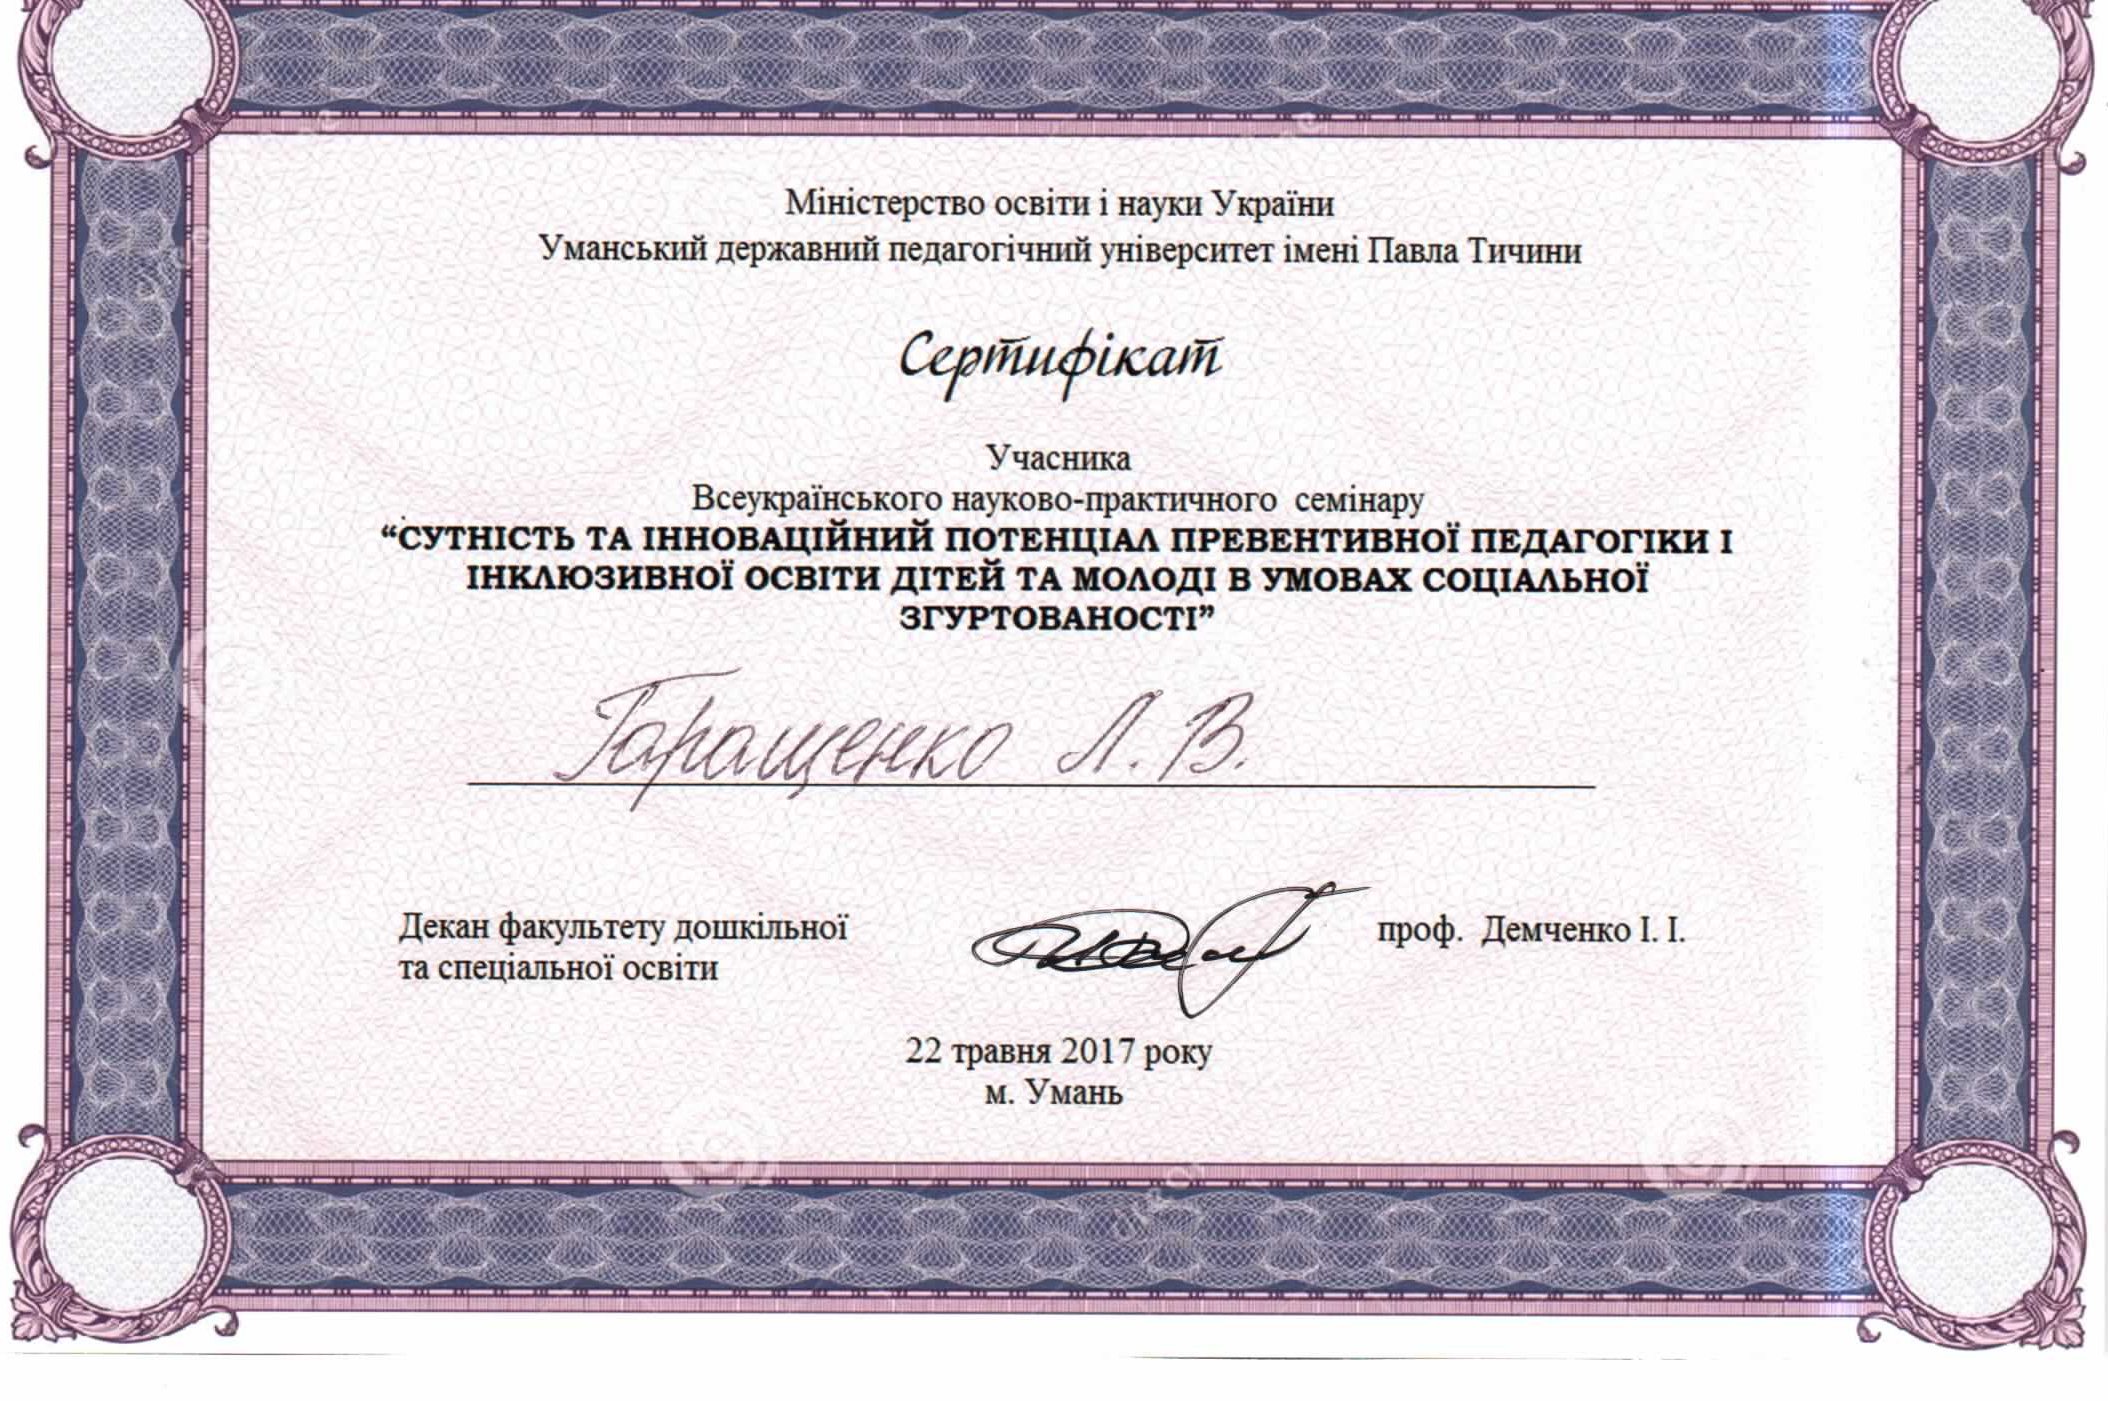 Міністерство освіти і науки України
Уманський державний педагогічний університет імені Павла Тичини
Сертифікат
Учасника
Всеукраїнського науково-практичного семінару
“СУТНІСТЬ ТА ІННОВАЦІЙНИЙ ПОТЕНЦІАЛ ПРЕВЕНТИВНОЇ ПЕДАГОГІКИ І
ІНКЛЮЗИВНОЇ ОСВІТИ ДІТЕЙ ТА МОЛОДІ В УМОВАХ СОЦІАЛЬНОЇ
ЗГУРТОВАНОСТІ”
Гаращенко Л. В.
Декан факультету дошкільної
та спеціальної освіти
проф. Демченко І. І.
22 травня 2017 року
м. Умань